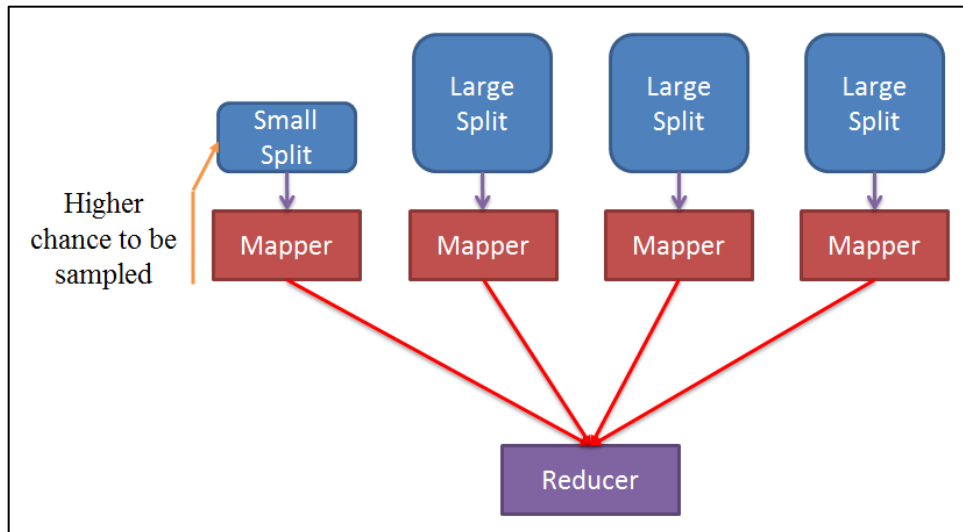 Small
Split
Large
Split
Large
Split
Large
Split
Higher
chance to be
sampled
Mapper
Mapper
Mapper
Mapper
Reducer